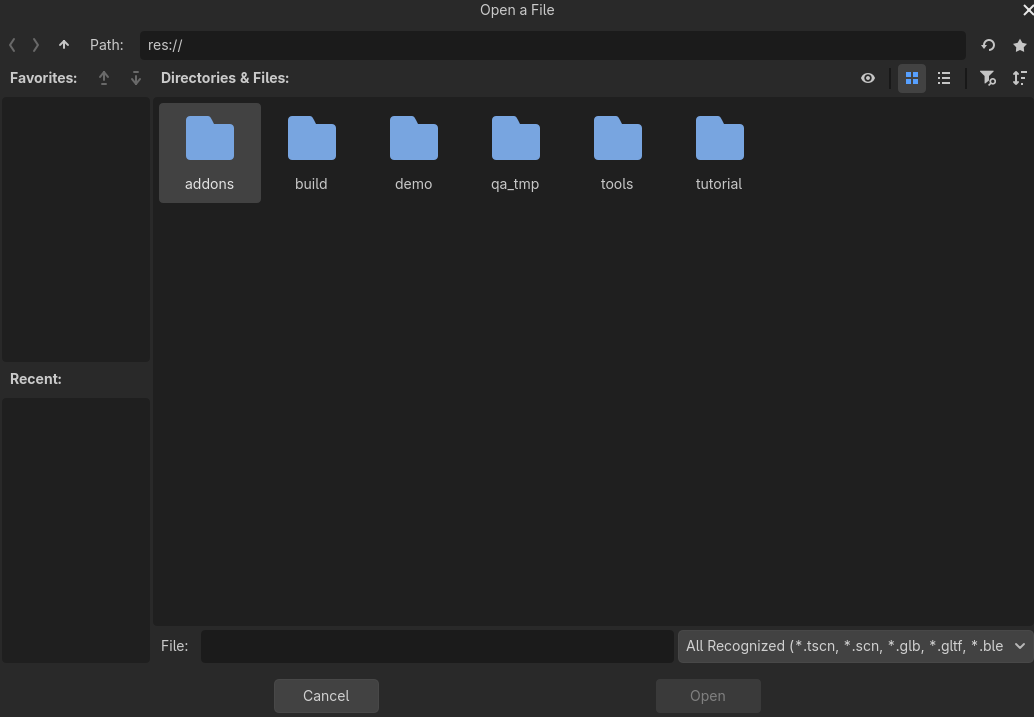 Open a File
Path: res://
Favorites: Directories & Files:
addons build demo qa_tmp tools tutorial
Recent:
File: All Recognized (*.tscn, *.scn, *.glb, *.gltf, *.ble
Cancel Open